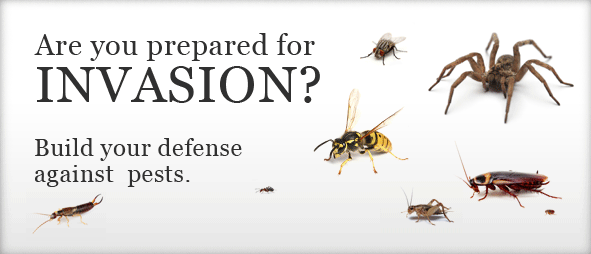 Are you prepared for
INVASION?
Build your defense
against  pests.